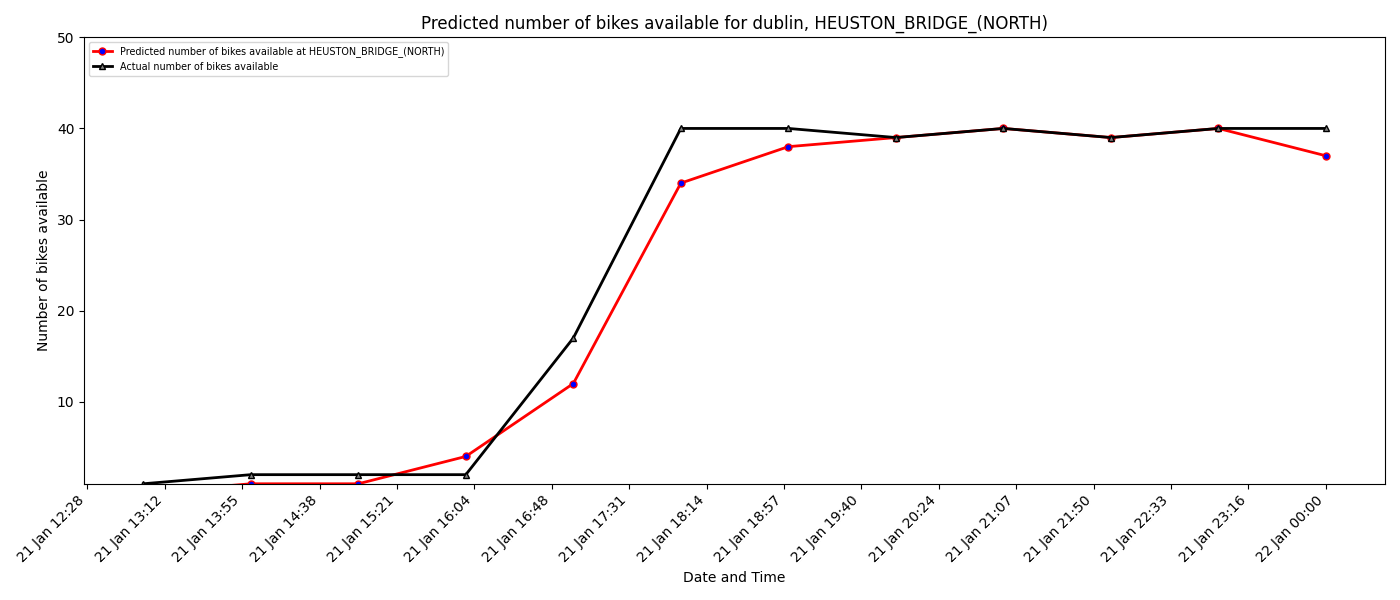 Predicted number of bikes available for dublin, HEUSTON_BRIDGE_(NORTH)
Predicted number of bikes available at HEUSTON_BRIDGE_(NORTH)
Actual number of bikes available
Number of bikes available
50
40
30
20
10
21 Jan 12:28
21 Jan 13:12
21 Jan 13:55
21 Jan 14:38
21 Jan 15:21
21 Jan 16:04
21 Jan 16:48
21 Jan 17:31
21 Jan 18:14
21 Jan 18:57
21 Jan 19:40
21 Jan 20:24
21 Jan 21:07
21 Jan 21:50
21 Jan 22:33
21 Jan 23:16
22 Jan 00:00
Date and Time